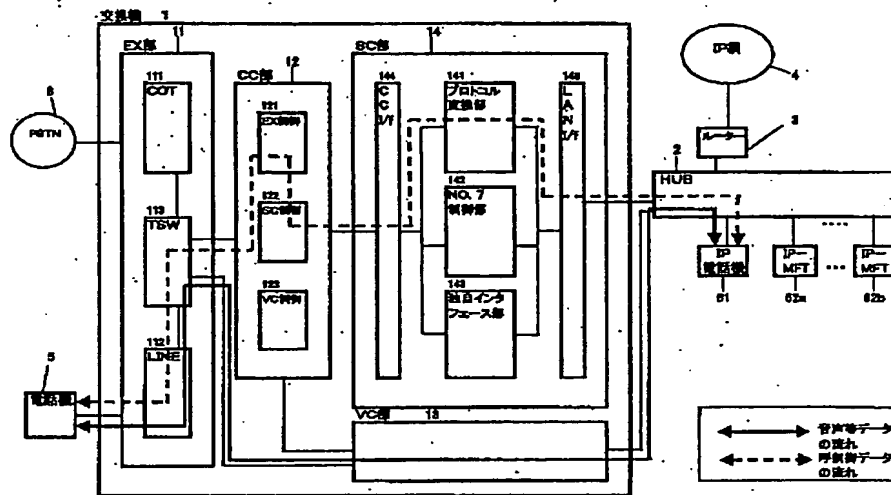 交換機 1
EX部
11
111
COT
113
TSW
112
LINE
6
PSTN
5
電話機
CC部
12
121
EX制御
122
SC制御
123
VC制御
SC部
14
144
C
C
I/f
141
プロトコル
変換部
142
NO. 7
制御部
143
独自インタ
フェース部
145
L
A
N
I/f
VC部
13
IP網
4
ルーター
3
2
HUB
IP
電話機
61
IP-
MFT
62a
IP-
MFT
62b
音声等データ
の流れ
呼制御データ
の流れ